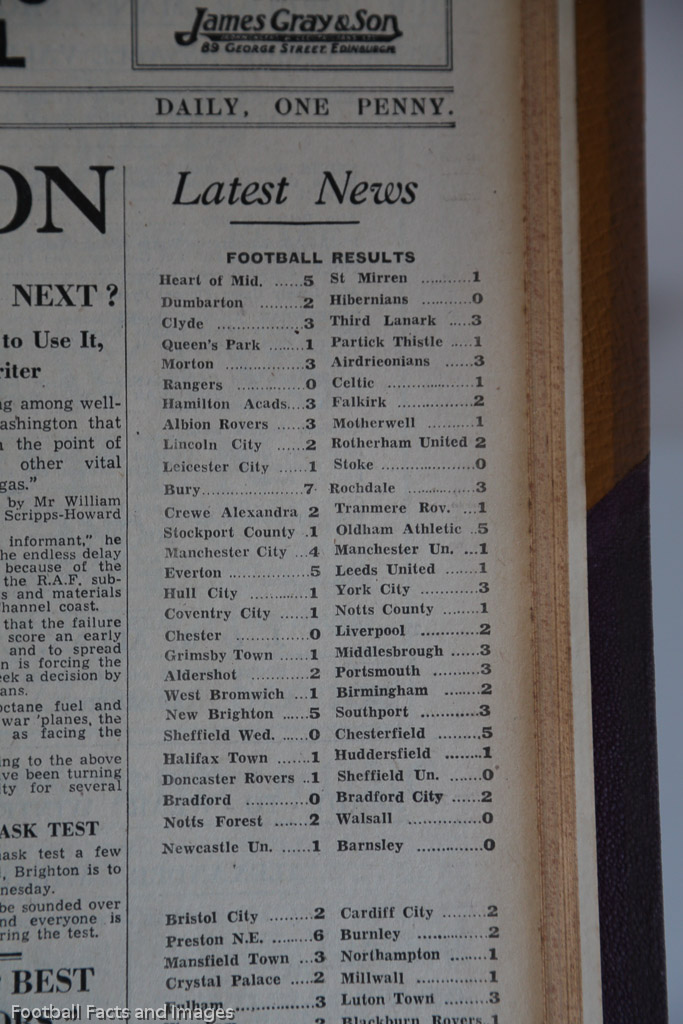 L
James Gray & Son
89 GEORGE STREET, EDINBURGH
DAILY, ONE PENNY.
ON
NEXT ?
to Use It,
riter
ng among well-
ashington that
the point of
other vital
gas."
by Mr William
Scripps-Howard
informant," he
he endless delay
because of the
the R.A.F. sub-
s and materials
hannel coast.
that the failure
score an early
and to spread
n is forcing the
ek a decision by
ans.
octane fuel and
war 'planes, the
as facing the
ng to the above
ve been turning
ty for several
ASK TEST
ask test a few
, Brighton is to
nesday.
be sounded over
nd everyone is
ring the test.
BEST
Latest News
FOOTBALL RESULTS
Heart of Mid. ......5 St Mirren ..........1
Dumbarton ........2 Hibernians ..........0
Clyde ...............3 Third Lanark .....3
Queen's Park .......1 Partick Thistle .....1
Morton .............3 Airdrieonians ......3
Rangers .............0 Celtic ................1
Hamilton Acads...3 Falkirk ..............2
Albion Rovers ......3 Motherwell ..........1
Lincoln City ......2 Rotherham United 2
Leicester City ......1 Stoke .................0
Bury..................7 Rochdale ............3
Crewe Alexandra 2 Tranmere Rov. ...1
Stockport County .1 Oldham Athletic ..5
Manchester City ...4 Manchester Un. ...1
Everton ..............5 Leeds United .......1
Hull City ...........1 York City ...........3
Coventry City ......1 Notts County .......1
Chester .............0 Liverpool ...........2
Grimsby Town ......1 Middlesbrough .....3
Aldershot ...........2 Portsmouth .........3
West Bromwich ...1 Birmingham .......2
New Brighton ......5 Southport ...........3
Sheffield Wed. .....0 Chesterfield ........5
Halifax Town ......1 Huddersfield ........1
Doncaster Rovers ..1 Sheffield Un. .......0
Bradford ...........0 Bradford City .....2
Notts Forest .......2 Walsall .............0
Newcastle Un. ......1 Barnsley ...........0
Bristol City .........2 Cardiff City ........2
Preston N.E. ........6 Burnley .............2
Mansfield Town ...3 Northampton .......1
Crystal Palace .....2 Millwall .............1
Fulham .............3 Luton Town ........3
Blackburn Rovers 1
Football Facts and Images